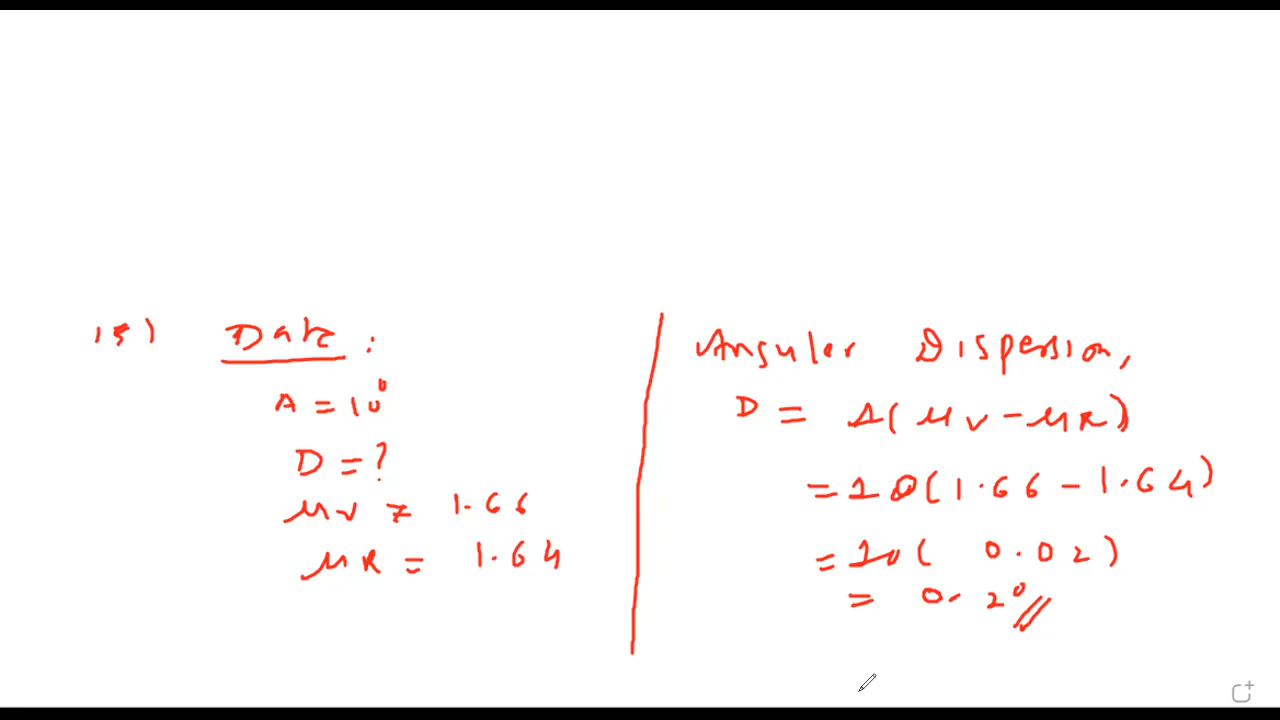 15) Data :
A = 10°
D = ?
μV = 1.66
μR = 1.64
Angular Dispersion,
D = A(μV - μR)
= 10(1.66 - 1.64)
= 10( 0.02)
= 0.2°//